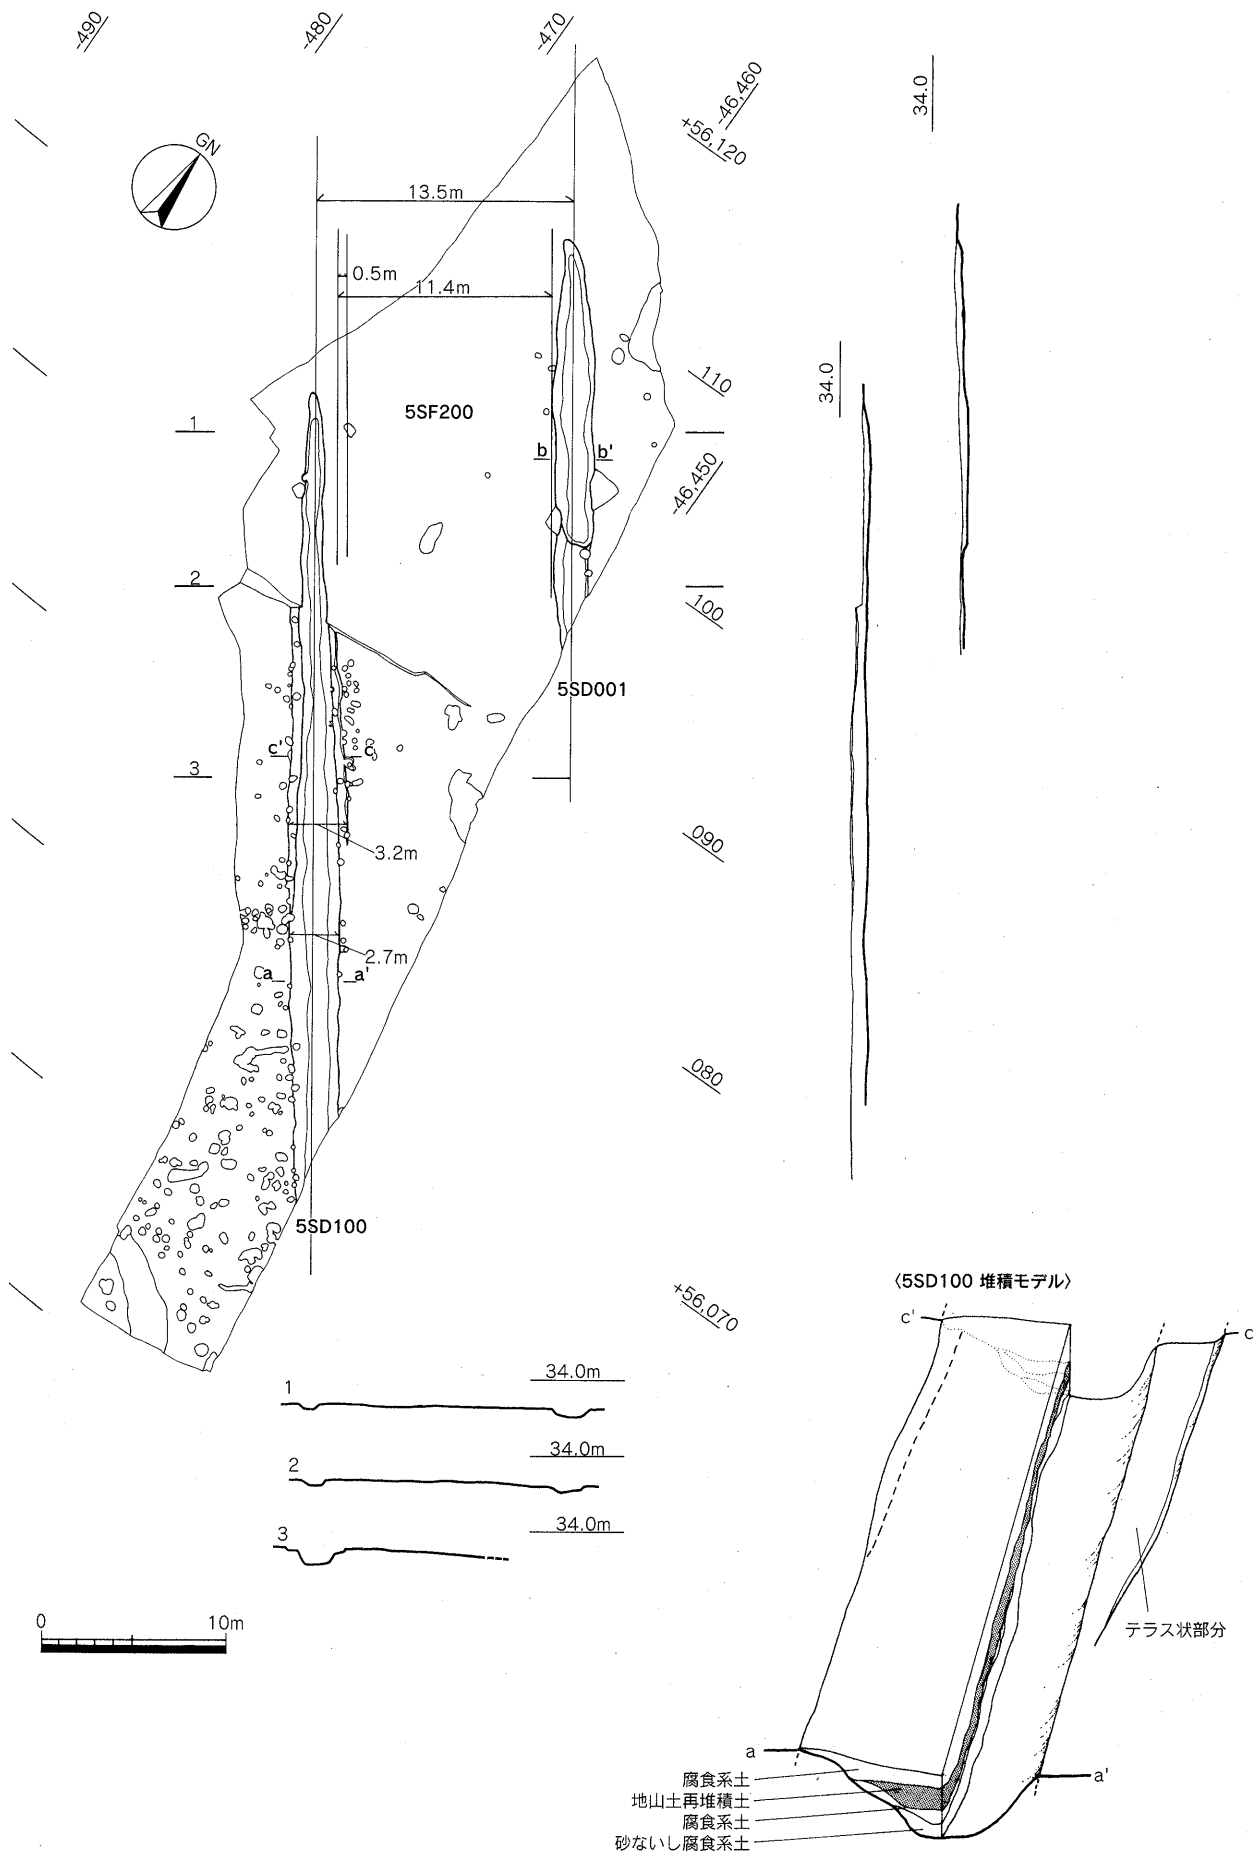 -490
-480
-470
-46,460
+56,120
34.0
GN
13.5m
0.5m
11.4m
34.0
110
5SF200
1
b
b'
-46,450
2
100
5SD001
c'
c
3
090
3.2m
2.7m
a
a'
080
5SD100
+56,070
〈5SD100 堆積モデル〉
c'
c
34.0m
1
34.0m
2
34.0m
3
0
10m
テラス状部分
a
a'
腐食系土
地山土再堆積土
腐食系土
砂ないし腐食系土